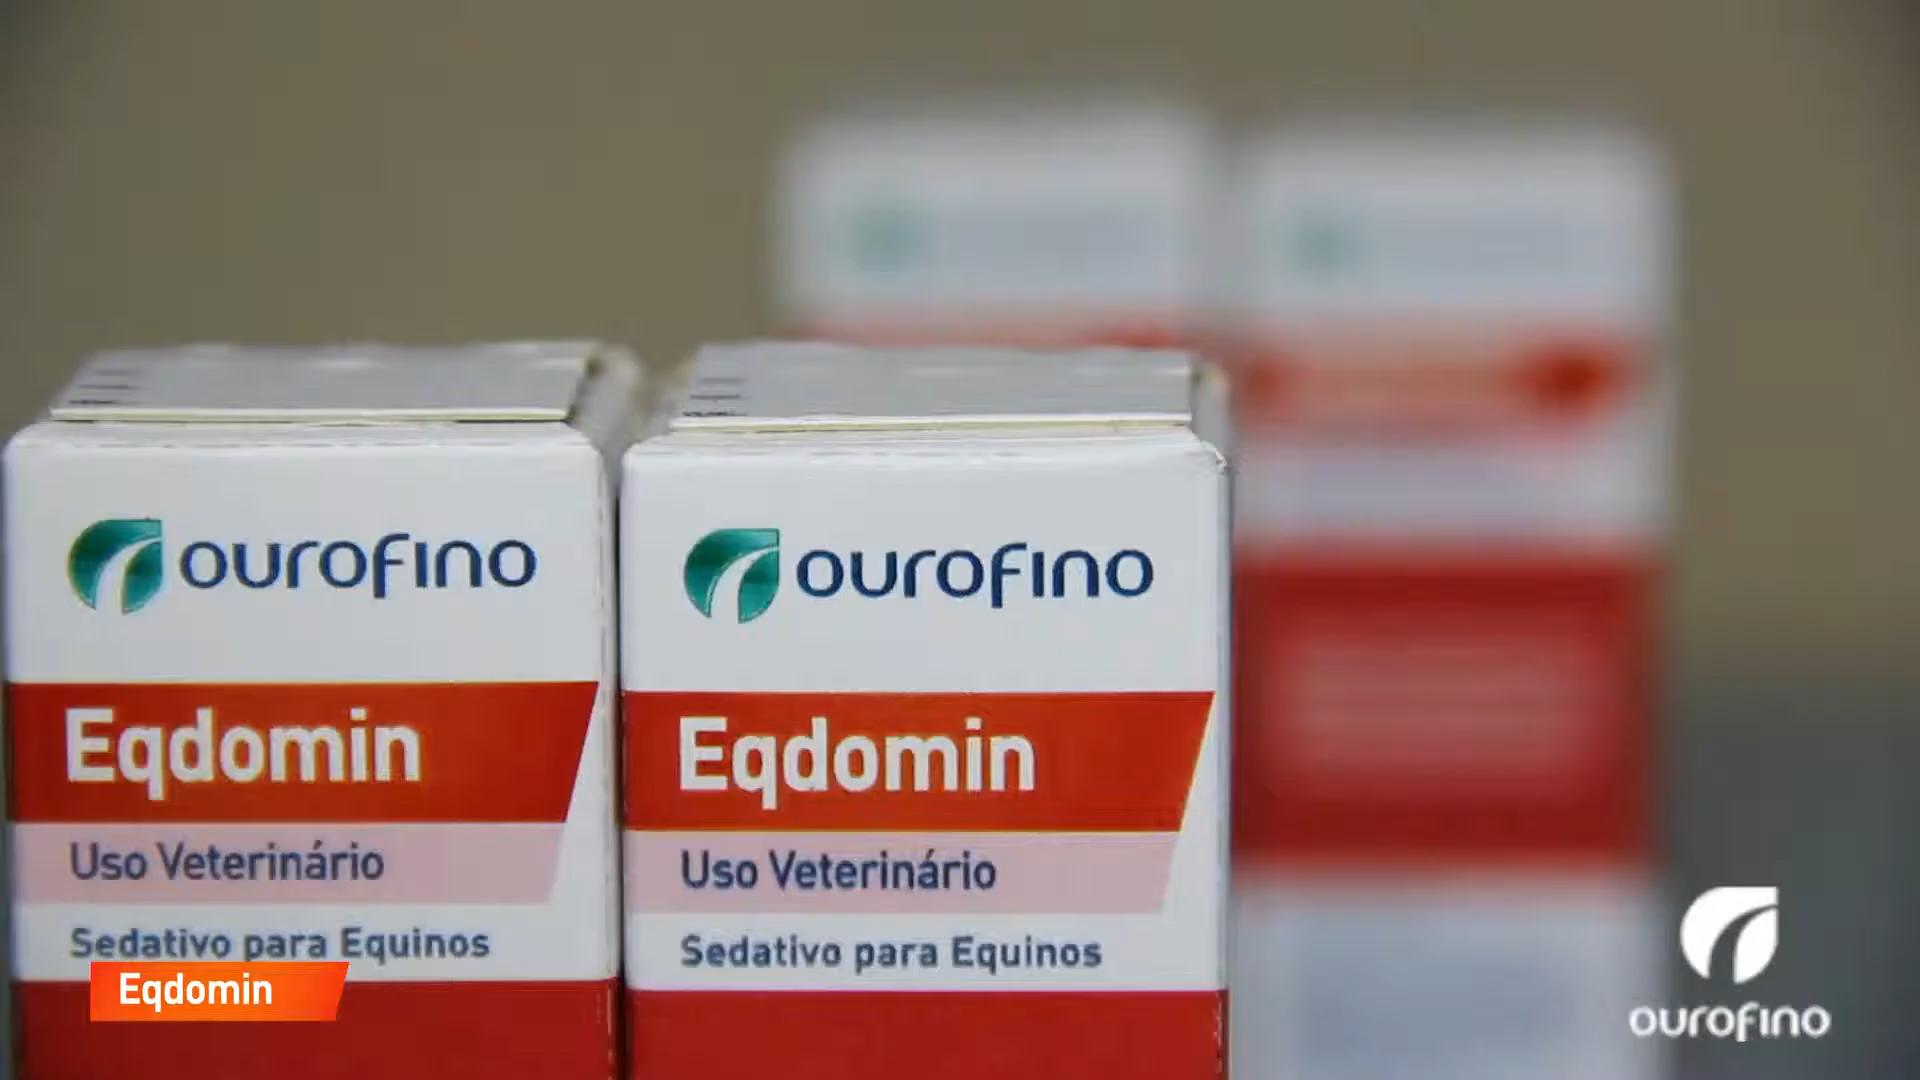 ourofino
Eqdomin
Uso Veterinário
Sedativo para Equinos
ourofino
Eqdomin
Uso Veterinário
Sedativo para Equinos
Eqdomin
ourofino